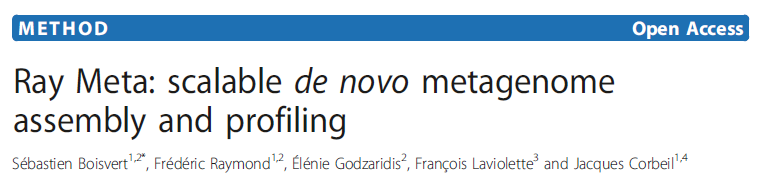 METHOD Open Access
Ray Meta: scalable de novo metagenome
assembly and profiling
Sébastien Boisvert1,2*, Frédéric Raymond1,2, Élénie Godzaridis2, François Laviolette3 and Jacques Corbeil1,4